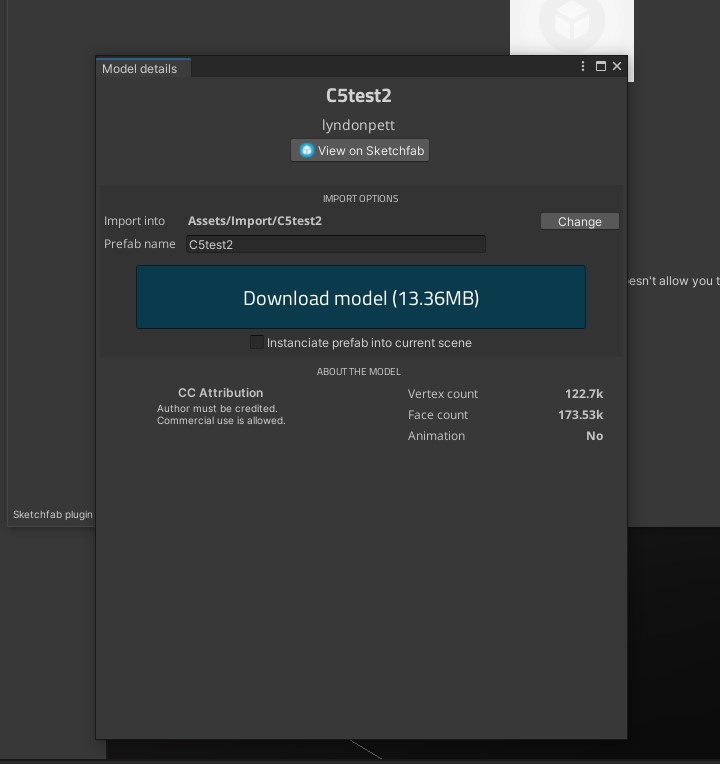 Model details
C5test2
lyndonpett
View on Sketchfab
IMPORT OPTIONS
Import into Assets/Import/C5test2 Change
Prefab name C5test2
esn't allow you t
Download model (13.36MB)
Instanciate prefab into current scene
ABOUT THE MODEL
CC Attribution
Author must be credited.
Commercial use is allowed.
Vertex count 122.7k
Face count 173.53k
Animation No
Sketchfab plugin